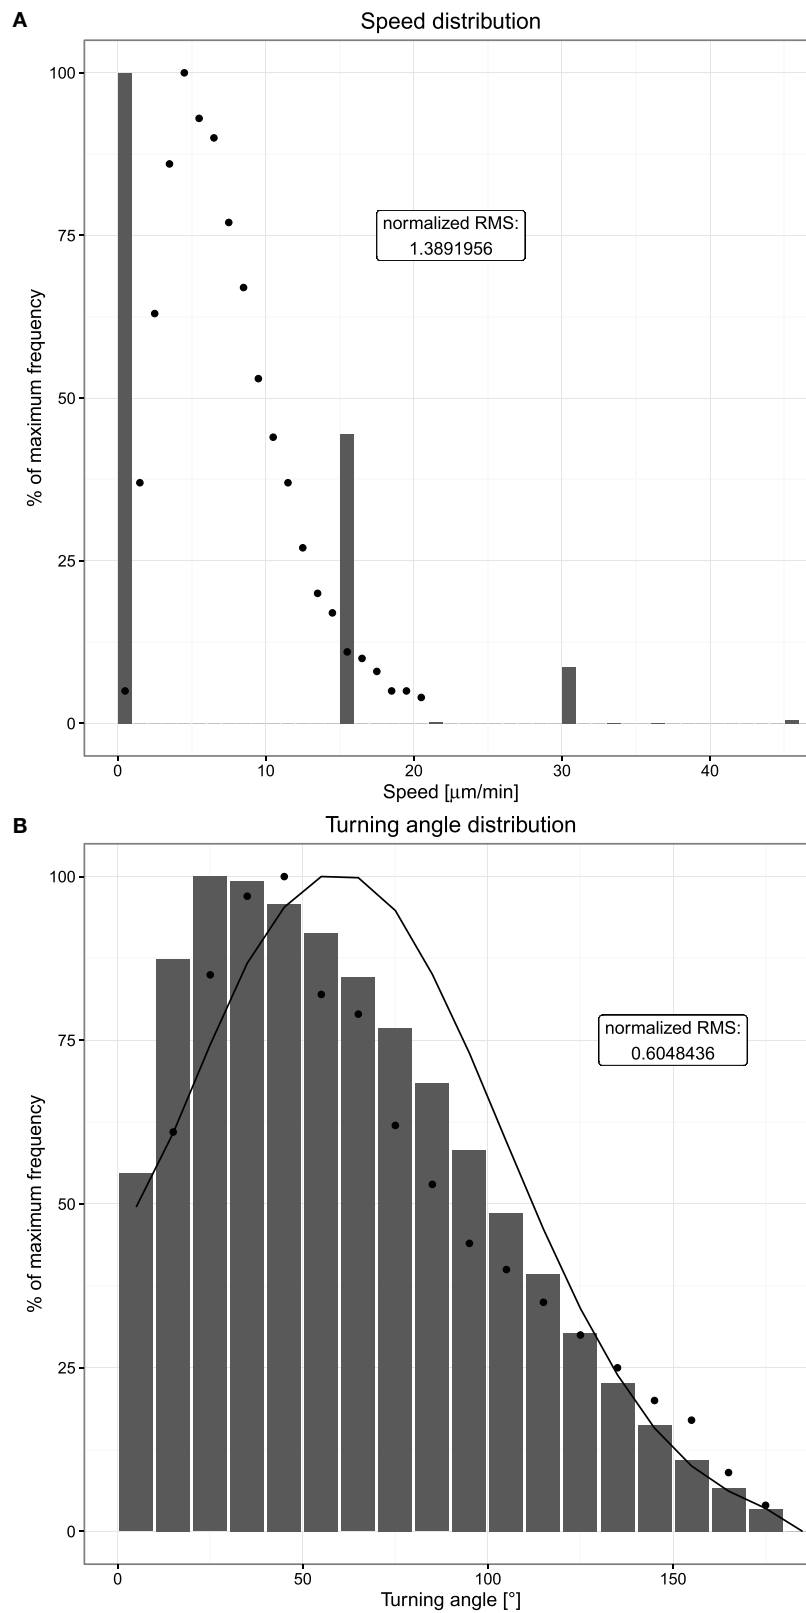 A
Speed distribution
% of maximum frequency
100
75
50
25
0
normalized RMS:
1.3891956
0 10 20 30 40
Speed [μm/min]
B
Turning angle distribution
% of maximum frequency
100
75
50
25
0
normalized RMS:
0.6048436
0 50 100 150
Turning angle [°]